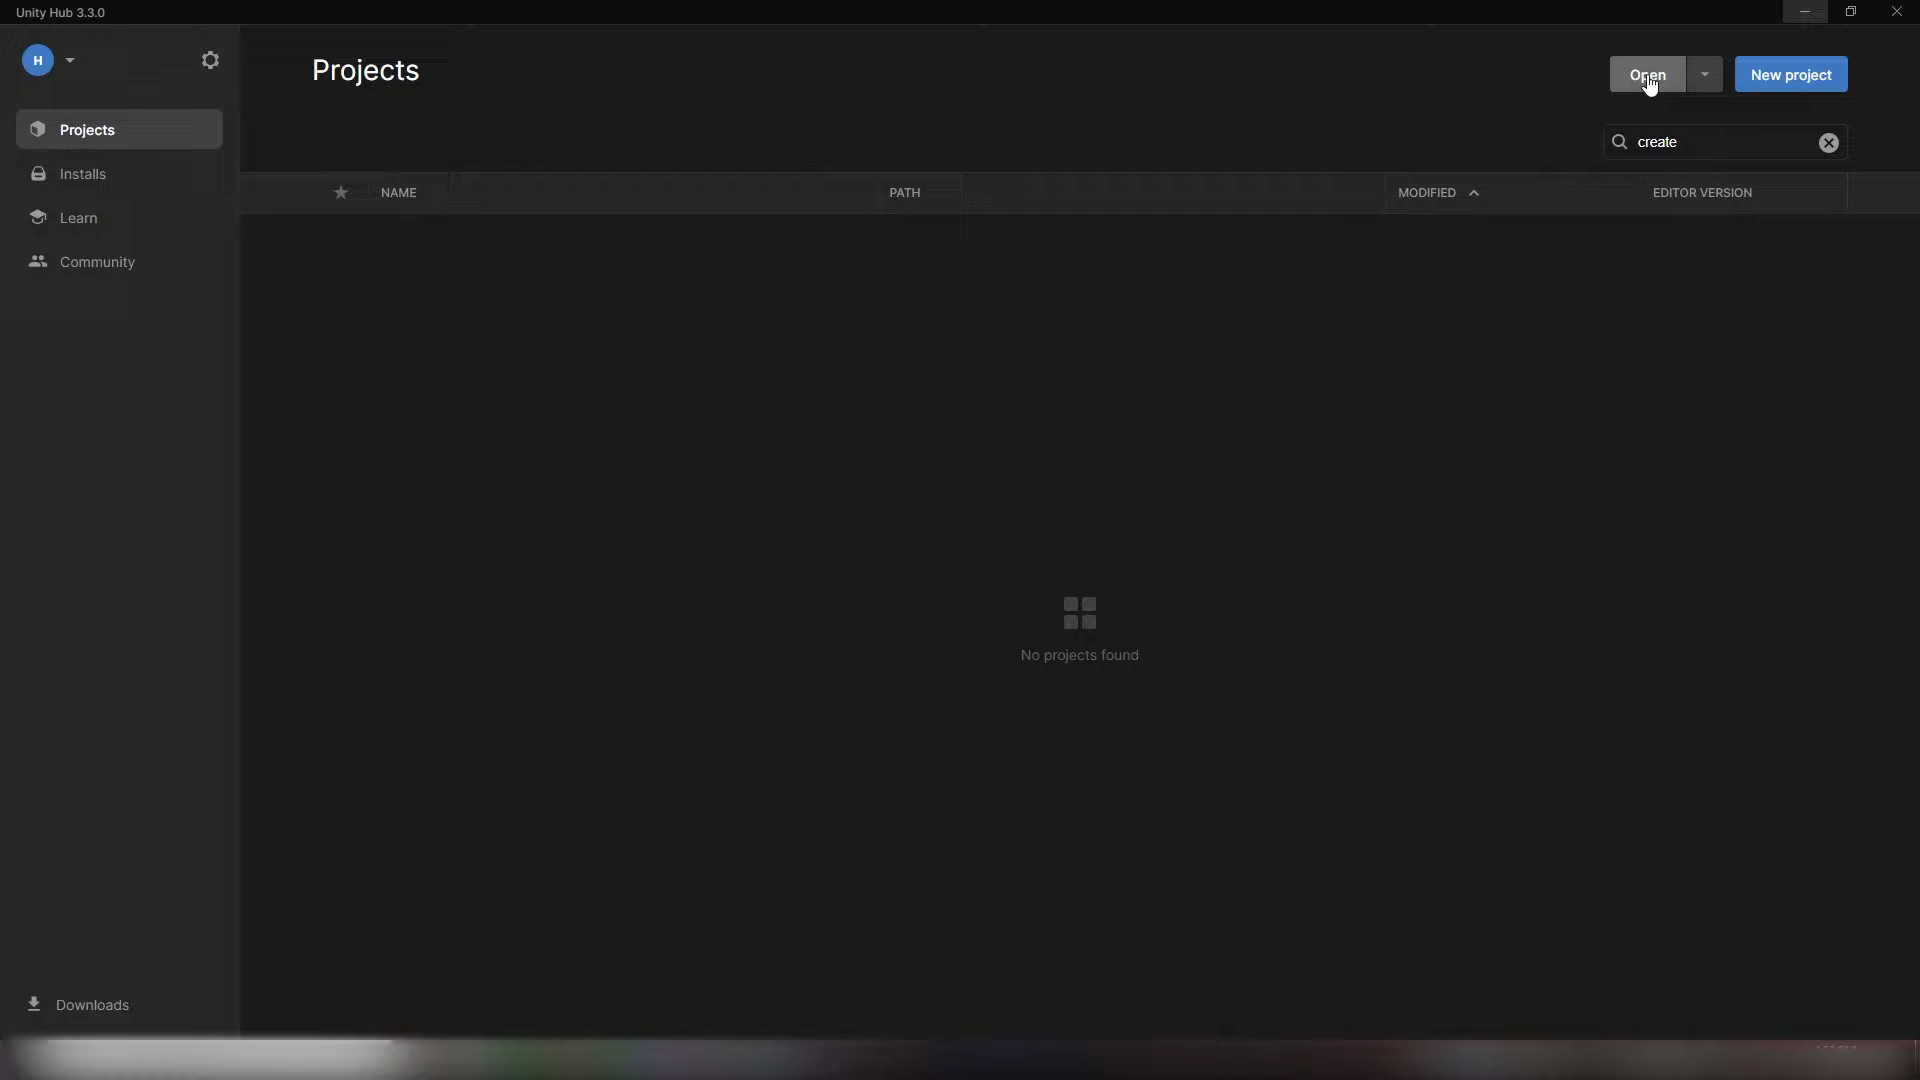 Unity Hub 3.3.0
H
Projects
Open
New project
Projects
create
Installs
NAME
PATH
MODIFIED
EDITOR VERSION
Learn
Community
No projects found
Downloads